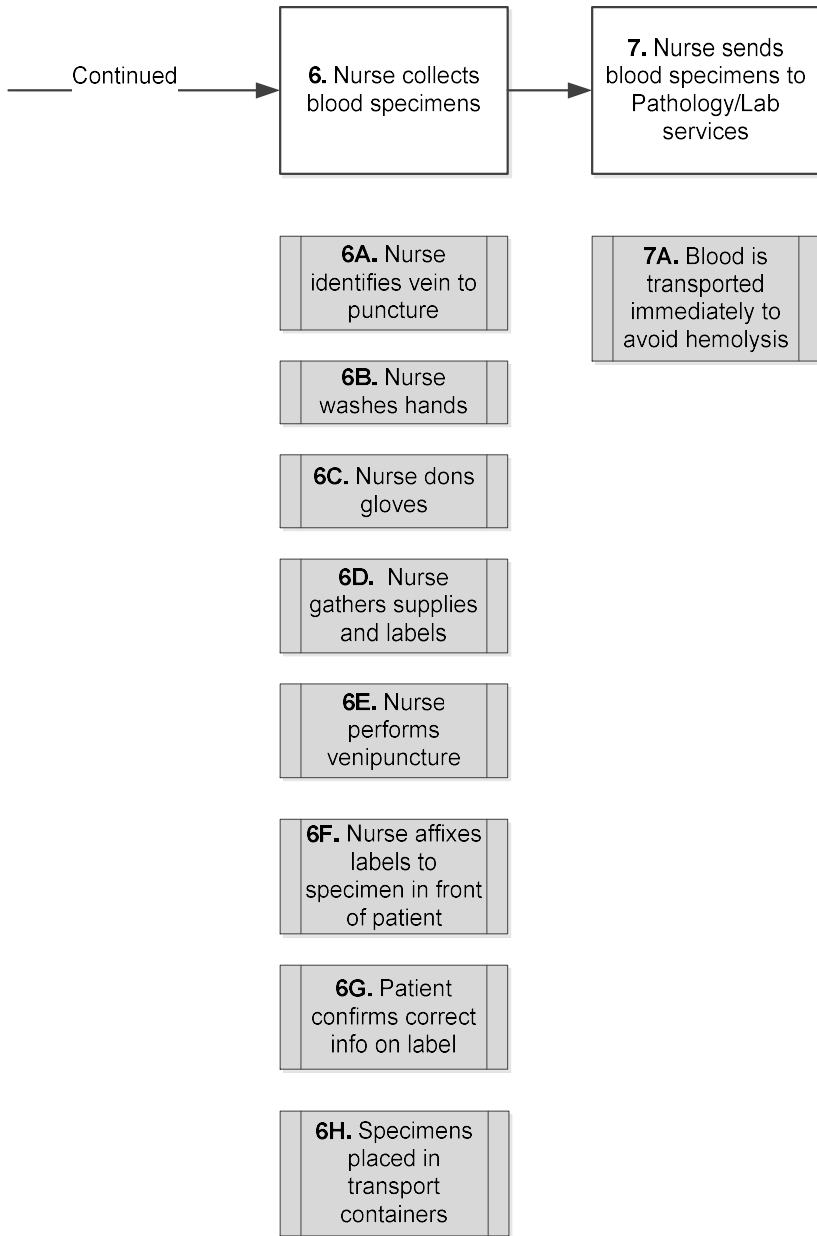 Continued
6. Nurse collects
blood specimens
7. Nurse sends
blood specimens to
Pathology/Lab
services
6A. Nurse
identifies vein to
puncture
6B. Nurse
washes hands
6C. Nurse dons
gloves
6D.  Nurse
gathers supplies
and labels
6E. Nurse
performs
venipuncture
6F. Nurse affixes
labels to
specimen in front
of patient
6G. Patient
confirms correct
info on label
6H. Specimens
placed in
transport
containers
7A. Blood is
transported
immediately to
avoid hemolysis